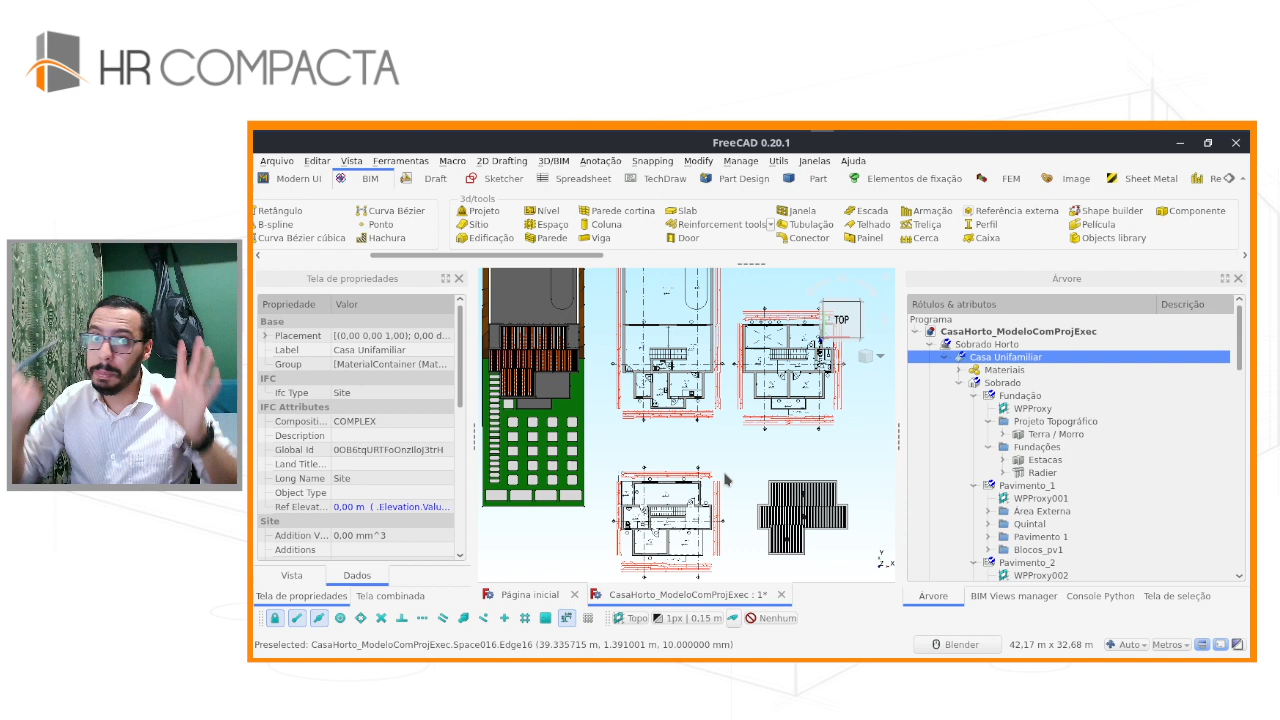 HR COMPACTA
FreeCAD 0.20.1
Arquivo Editar Vista Ferramentas Macro 2D Drafting 3D/BIM Anotação Snapping Modify Manage Utils Janelas Ajuda
Modern UI BIM Draft Sketcher Spreadsheet TechDraw Part Design Part Elementos de fixação FEM Image Sheet Metal Re
3d/tools
Retângulo Curva Bézier Projeto Nível Parede cortina Slab Janela Escada Armação Referência externa Shape builder Componente
B-spline Ponto Sítio Espaço Coluna Reinforcement tools Tubulação Telhado Treliça Perfil Película
Curva Bézier cúbica Hachura Edificação Parede Viga Door Conector Painel Cerca Caixa Objects library
Tela de propriedades
Propriedade Valor
Base
Placement [(0,00 0,00 1,00); 0,00 d...
Label Casa Unifamiliar
Group [MaterialContainer (Mat...
IFC
Ifc Type Site
IFC Attributes
Compositi... COMPLEX
Description
Global Id 0OB6tqURTFoOnzIloJ3trH
Land Title...
Long Name Site
Object Type
Ref Elevat... 0,00 m ( .Elevation.Valu...
Site
Addition V... 0,00 mm^3
Additions
Vista Dados
Tela de propriedades Tela combinada
TOP
Y
Z X
Página inicial CasaHorto_ModeloComProjExec : 1*
Árvore
Rótulos & atributos Descrição
Programa
CasaHorto_ModeloComProjExec
Sobrado Horto
Casa Unifamiliar
Materiais
Sobrado
Fundação
WPProxy
Projeto Topográfico
Terra / Morro
Fundações
Estacas
Radier
Pavimento_1
WPProxy001
Área Externa
Quintal
Pavimento 1
Blocos_pv1
Pavimento_2
WPProxy002
Árvore BIM Views manager Console Python Tela de seleção
Topo 1px | 0,15 m Nenhum
Preselected: CasaHorto_ModeloComProjExec.Space016.Edge16 (39.335715 m, 1.391001 m, 10.000000 mm)
Blender 42,17 m x 32,68 m Auto Metros